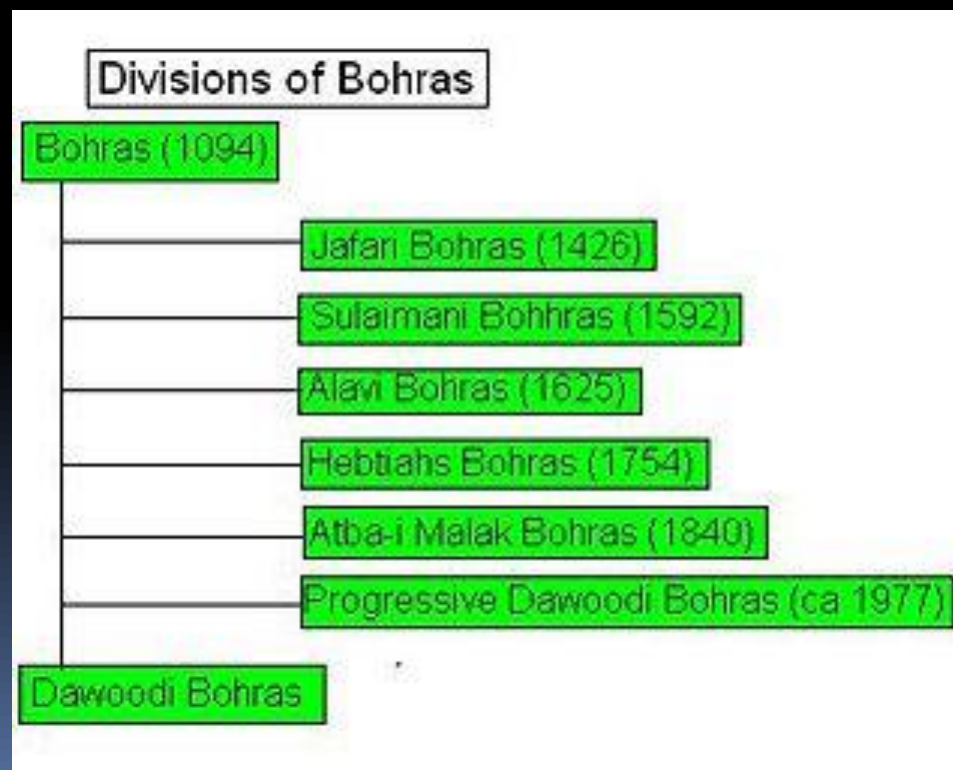 Divisions of Bohras
Bohras (1094)
Jafari Bohras (1426)
Sulaimani Bohhras (1592)
Alavi Bohras (1625)
Hebtiahs Bohras (1754)
Atba-i Malak Bohras (1840)
Progressive Dawoodi Bohras (ca 1977)
Dawoodi Bohras